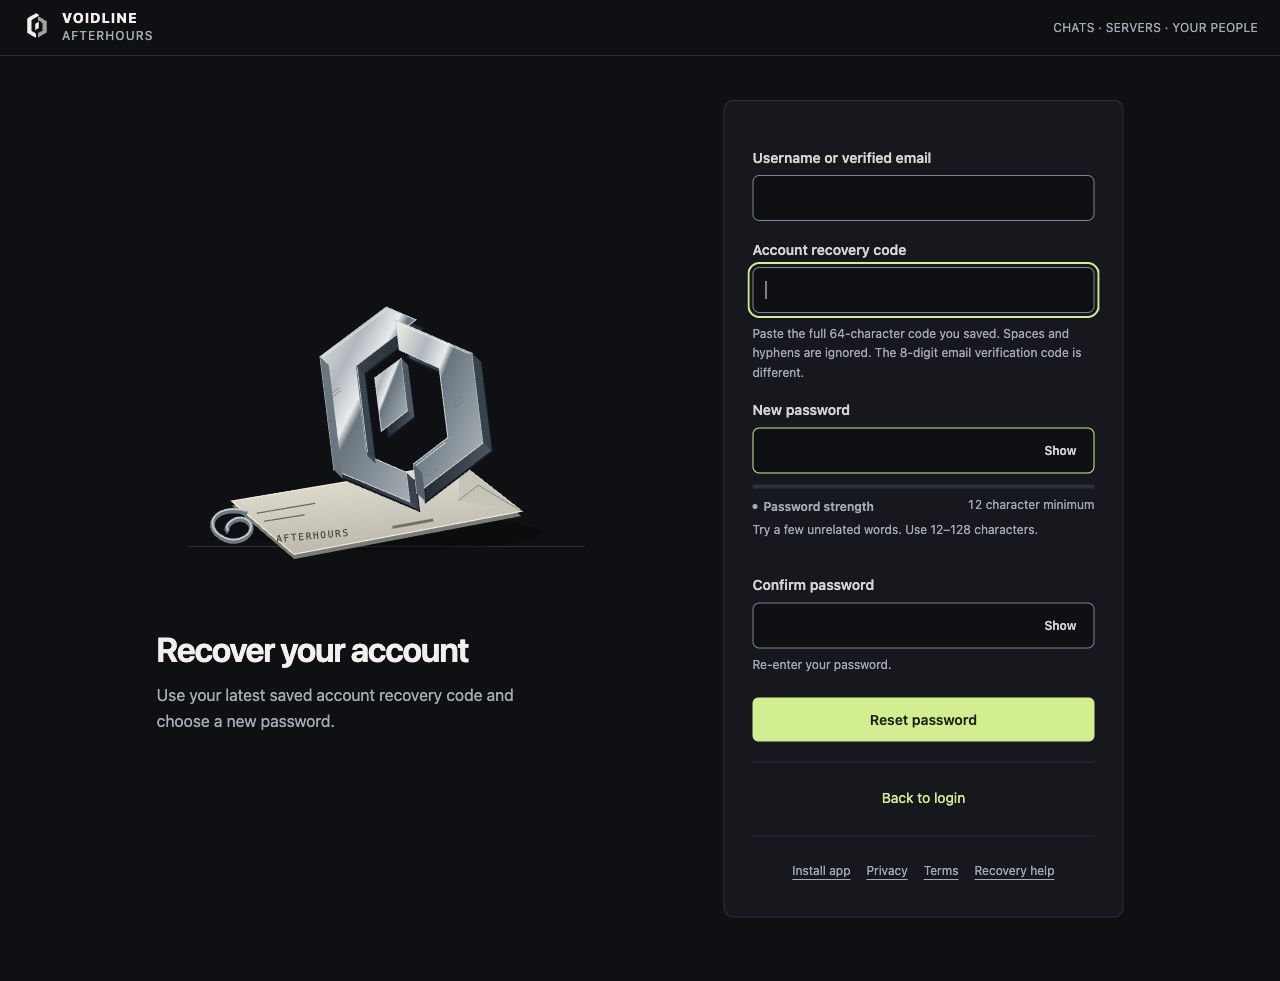 VOIDLINE
AFTERHOURS
CHATS · SERVERS · YOUR PEOPLE
AFTERHOURS
Recover your account
Use your latest saved account recovery code and
choose a new password.
Username or verified email
Account recovery code
Paste the full 64-character code you saved. Spaces and
hyphens are ignored. The 8-digit email verification code is
different.
New password
Show
• Password strength
12 character minimum
Try a few unrelated words. Use 12–128 characters.
Confirm password
Show
Re-enter your password.
Reset password
Back to login
Install app Privacy Terms Recovery help